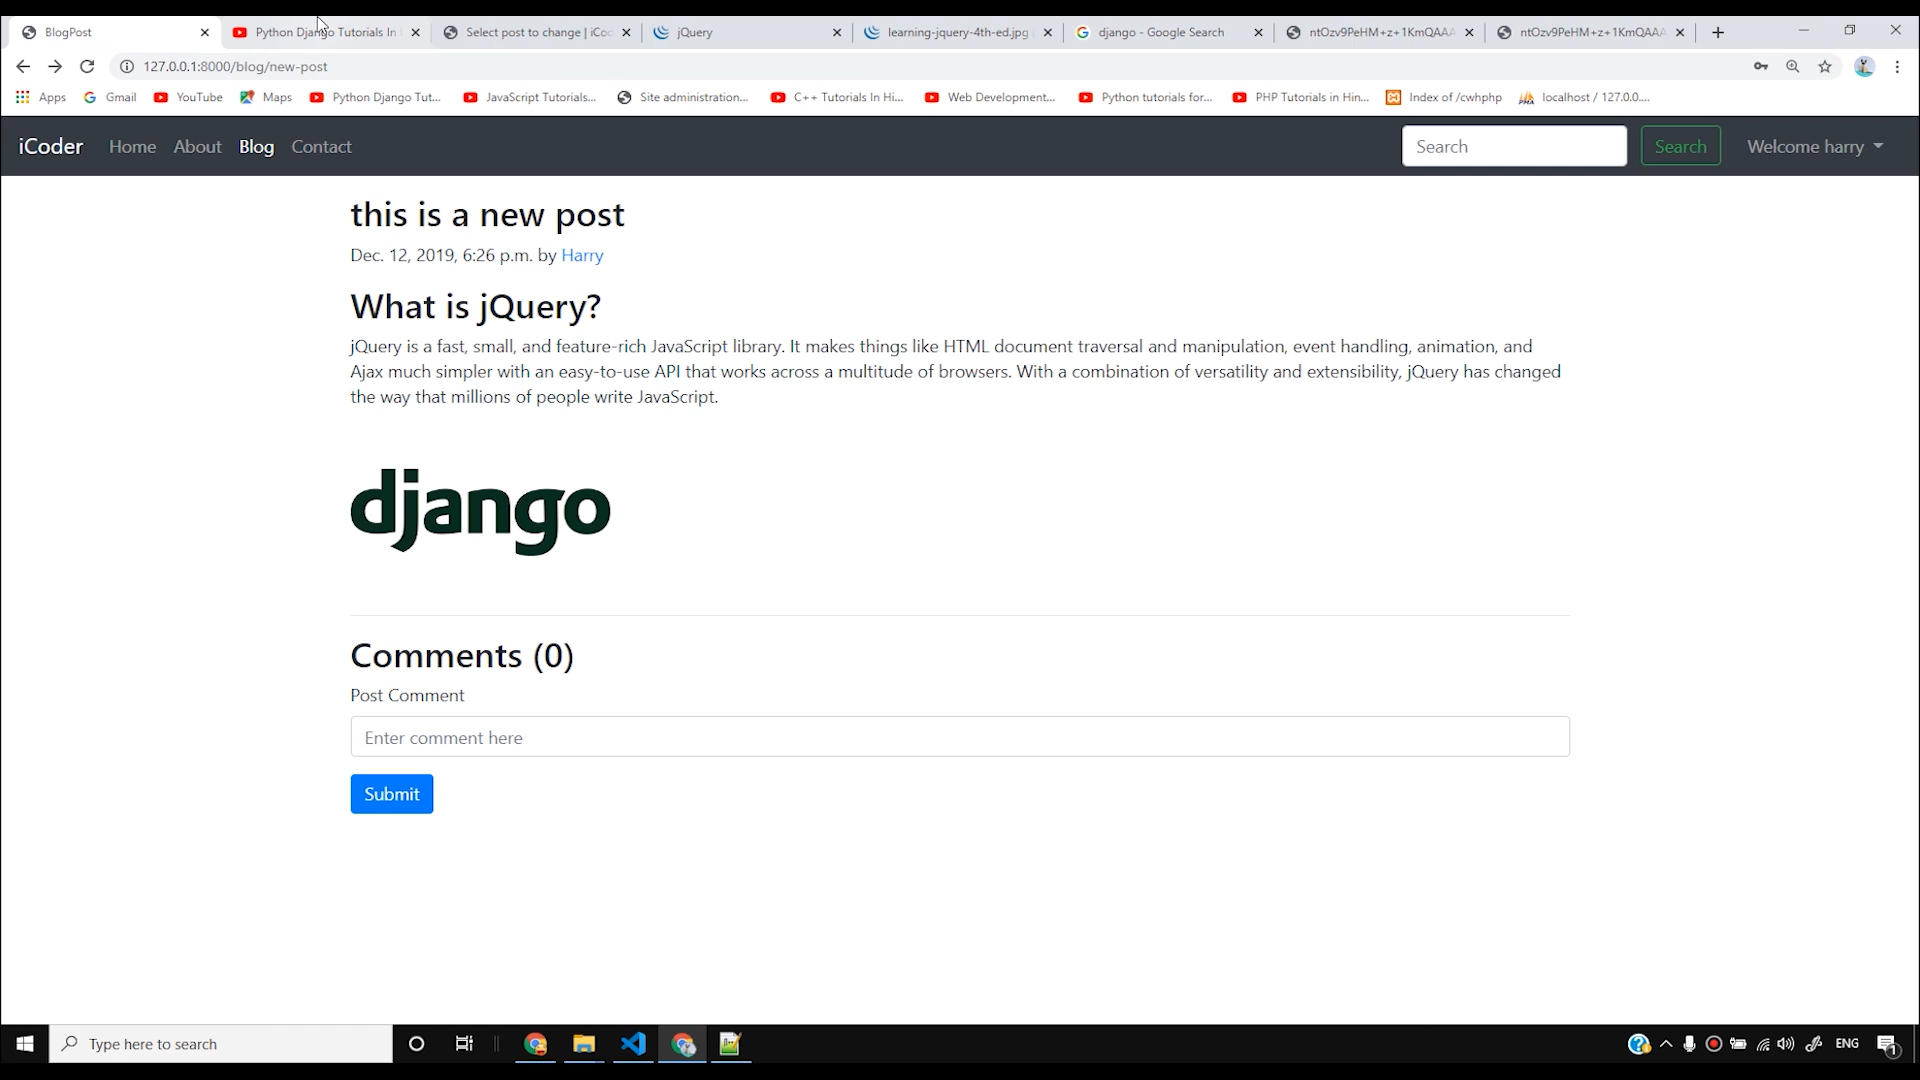 BlogPost
Python Django Tutorials In
Select post to change | iCod
jQuery
learning-jquery-4th-ed.jpg
django - Google Search
ntOzv9PeHM+z+1KmQAAA
ntOzv9PeHM+z+1KmQAAA
127.0.0.1:8000/blog/new-post
Apps
Gmail
YouTube
Maps
Python Django Tut...
JavaScript Tutorials...
Site administration...
C++ Tutorials In Hi...
Web Development...
Python tutorials for...
PHP Tutorials in Hin...
Index of /cwhphp
localhost / 127.0.0....
iCoder
Home
About
Blog
Contact
Search
Search
Welcome harry
this is a new post
Dec. 12, 2019, 6:26 p.m. by Harry
What is jQuery?
jQuery is a fast, small, and feature-rich JavaScript library. It makes things like HTML document traversal and manipulation, event handling, animation, and
Ajax much simpler with an easy-to-use API that works across a multitude of browsers. With a combination of versatility and extensibility, jQuery has changed
the way that millions of people write JavaScript.
django
Comments (0)
Post Comment
Enter comment here
Submit
Type here to search
ENG
1